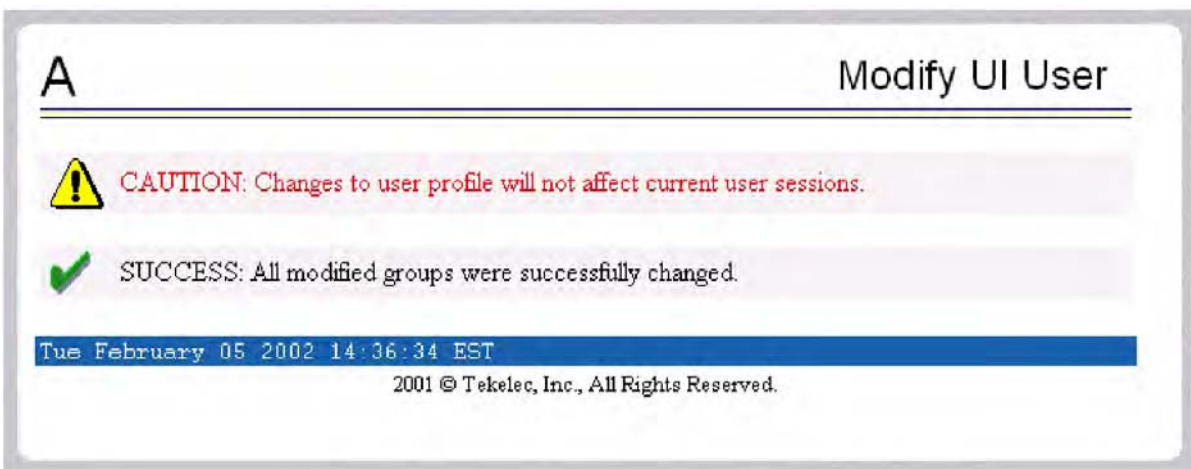 A Modify UI User
CAUTION: Changes to user profile will not affect current user sessions.
SUCCESS: All modified groups were successfully changed.
Tue February 05 2002 14:36:34 EST
2001 © Tekelec, Inc., All Rights Reserved.